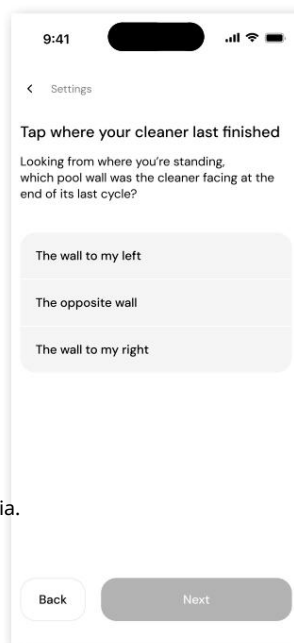 9:41
Settings
Tap where your cleaner last finished
Looking from where you're standing,
which pool wall was the cleaner facing at the
end of its last cycle?
The wall to my left
The opposite wall
The wall to my right
ia.
Back
Next